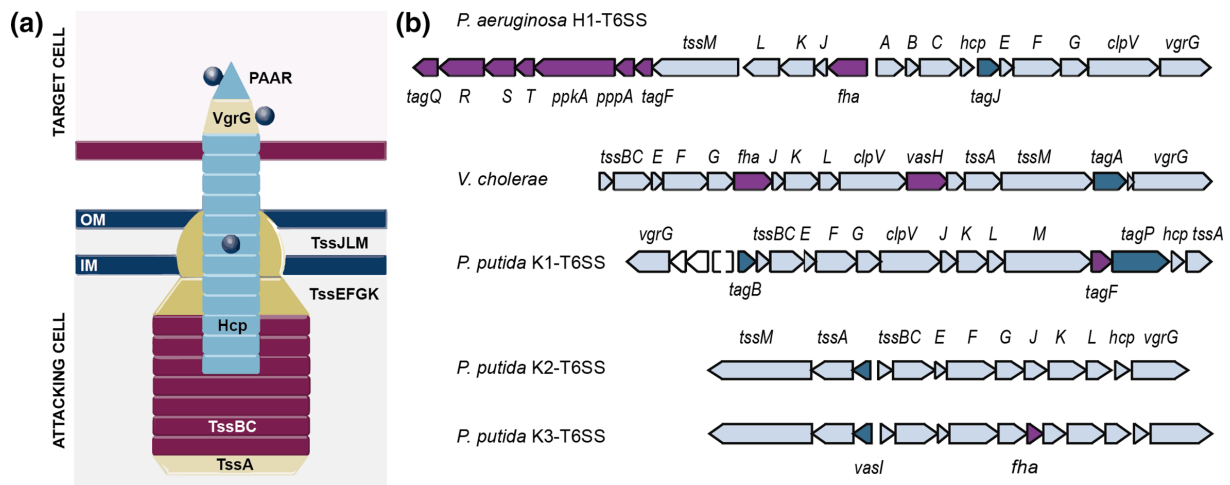 (a)
TARGET CELL
ATTACKING CELL
PAAR
VgrG
OM
TssJLM
IM
TssEFGK
Hcp
TssBC
TssA
(b)
P. aeruginosa H1-T6SS
tssM L K J A B C hcp E F G clpV vgrG
tagQ R S T ppkA pppA tagF fha tagJ
tssBC E F G fha J K L clpV vasH tssA tssM tagA vgrG
V. cholerae
vgrG tssBC E F G clpV J K L M tagP hcp tssA
P. putida K1-T6SS
tagB tagF
tssM tssA tssBC E F G J K L hcp vgrG
P. putida K2-T6SS
P. putida K3-T6SS
vasI fha